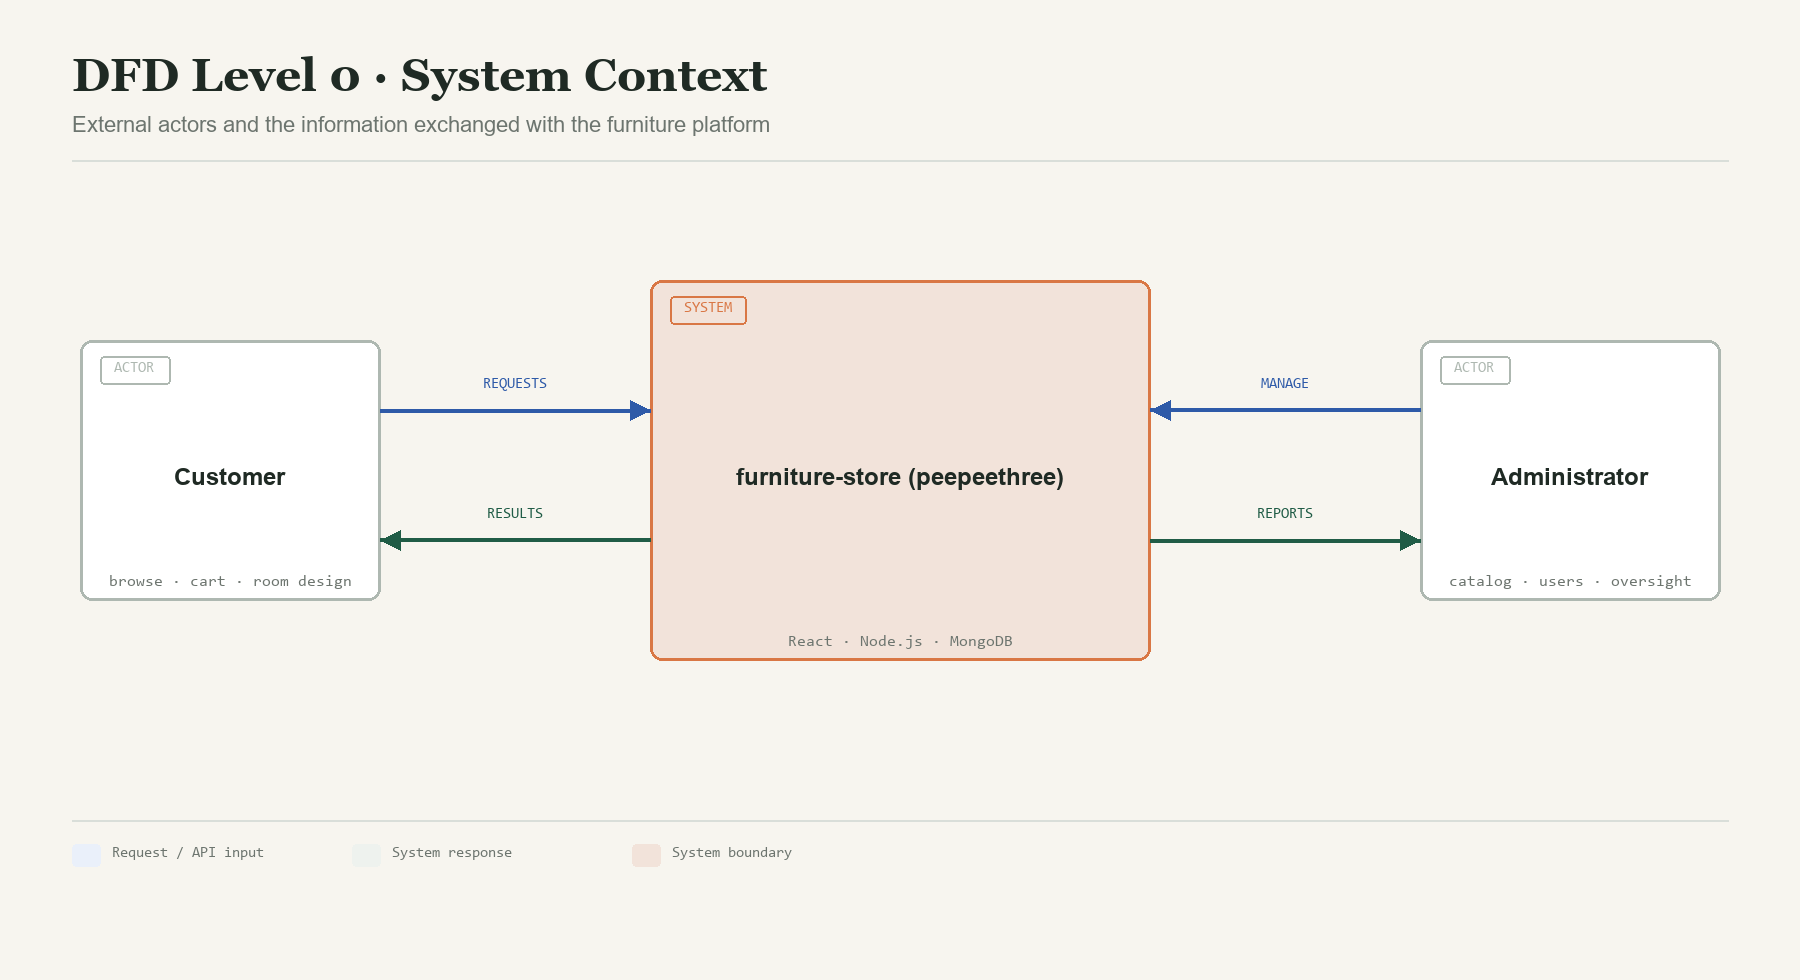 DFD Level 0 · System Context
External actors and the information exchanged with the furniture platform
SYSTEM
ACTOR
ACTOR
REQUESTS
MANAGE
Customer
furniture-store (peepeethree)
Administrator
RESULTS
REPORTS
browse · cart · room design
catalog · users · oversight
React · Node.js · MongoDB
Request / API input
System response
System boundary